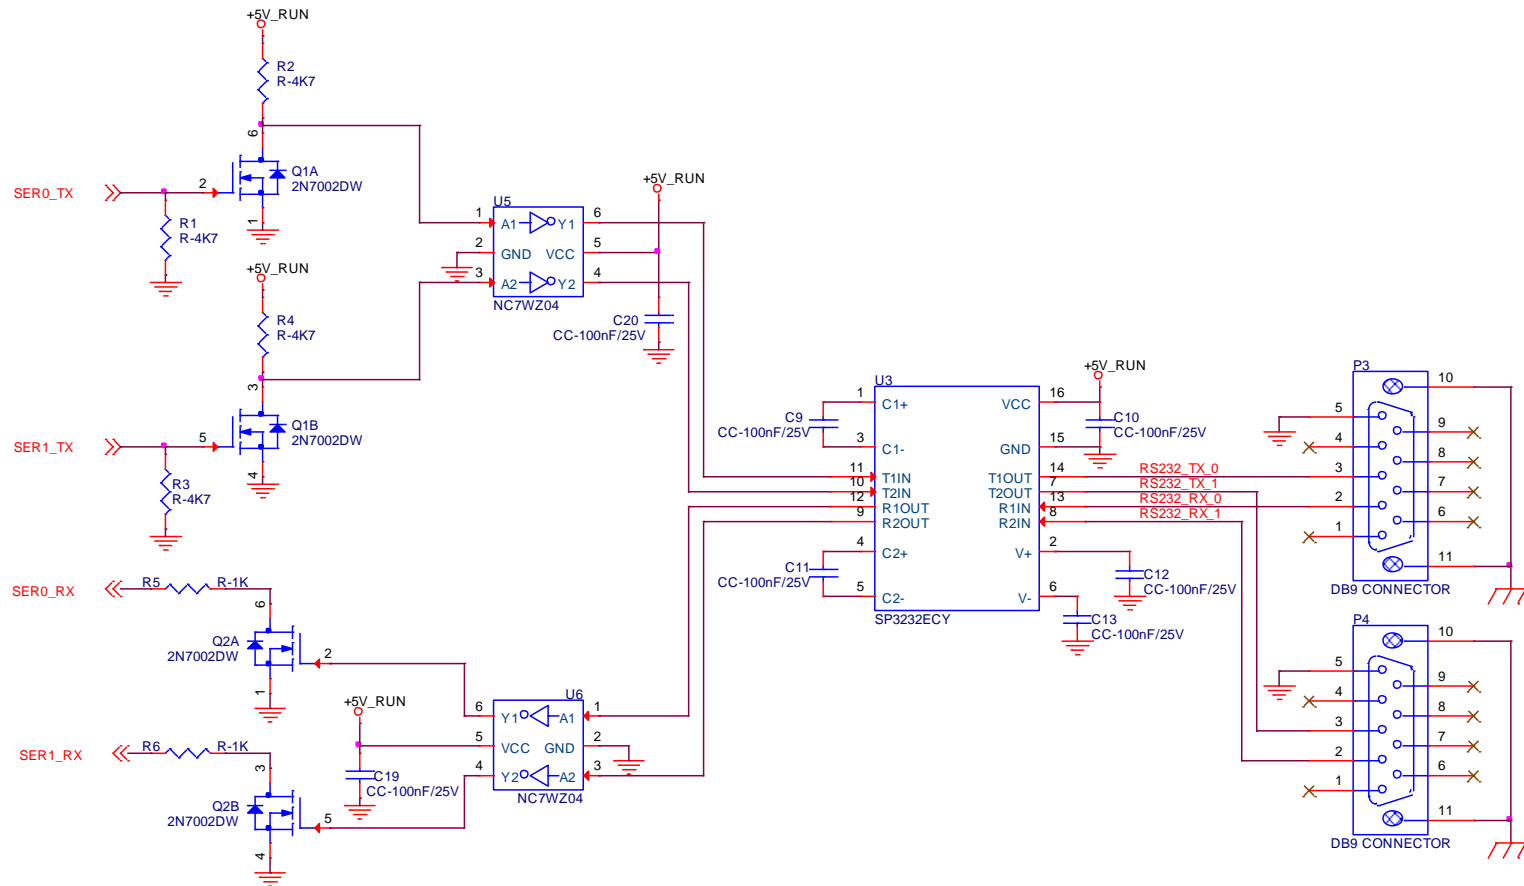 +5V_RUN
R2
R-4K7
6
Q1A
2N7002DW
SER0_TX
2
R1
R-4K7
1
+5V_RUN
R4
R-4K7
3
Q1B
2N7002DW
SER1_TX
5
R3
R-4K7
4
U5
1 A1 Y1 6
2 GND VCC 5
3 A2 Y2 4
NC7WZ04
+5V_RUN
C20
CC-100nF/25V
U3
1 C1+ VCC 16
3 C1- GND 15
11 T1IN T1OUT 14
10 T2IN T2OUT 7
12 R1OUT R1IN 13
9 R2OUT R2IN 8
4 C2+ V+ 2
5 C2- V- 6
SP3232ECY
C9
CC-100nF/25V
C11
CC-100nF/25V
+5V_RUN
C10
CC-100nF/25V
C12
CC-100nF/25V
C13
CC-100nF/25V
RS232_TX_0
RS232_TX_1
RS232_RX_0
RS232_RX_1
P3
10
5
9
4
8
3
7
2
6
1
11
DB9 CONNECTOR
P4
10
5
9
4
8
3
7
2
6
1
11
DB9 CONNECTOR
SER0_RX
R5 R-1K
6
Q2A
2N7002DW
2
1
SER1_RX
R6 R-1K
3
Q2B
2N7002DW
5
4
+5V_RUN
C19
CC-100nF/25V
U6
6 Y1 A1 1
5 VCC GND 2
4 Y2 A2 3
NC7WZ04